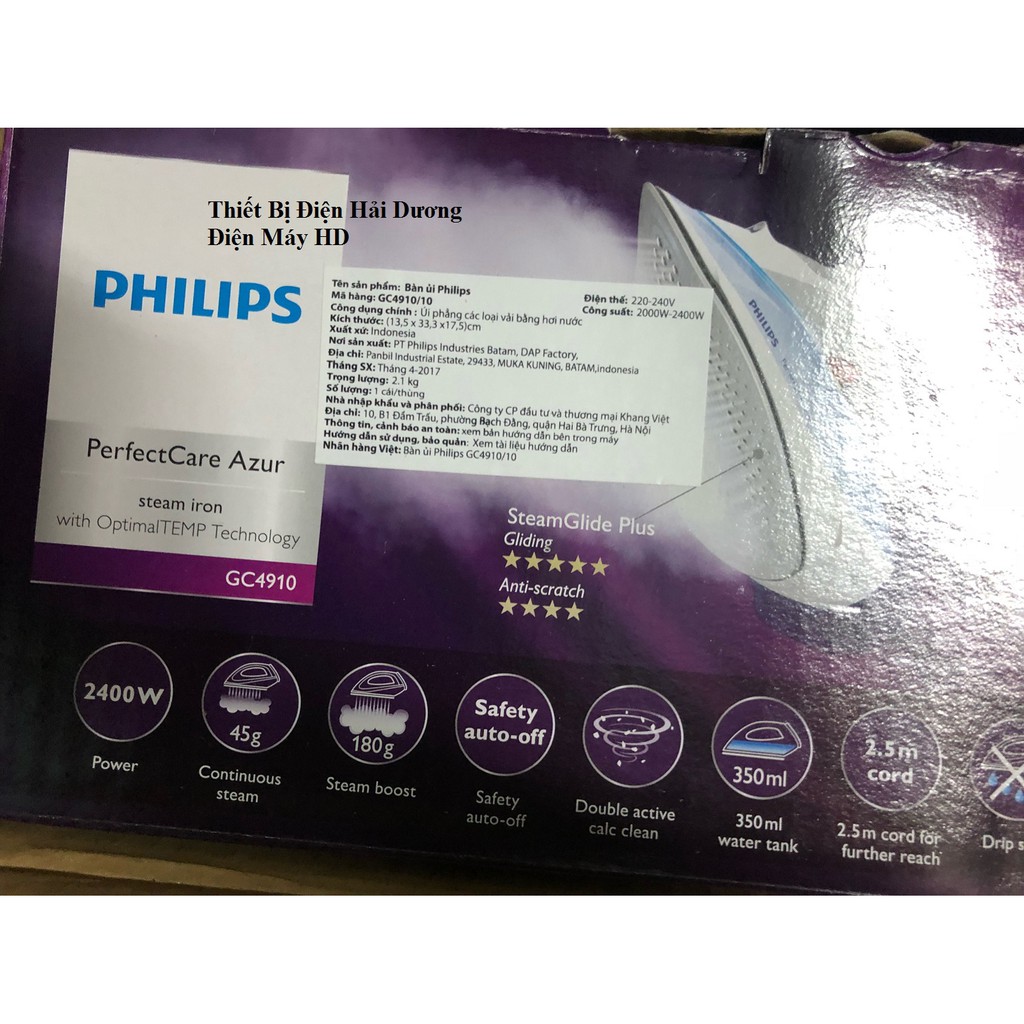 Thiết Bị Điện Hải Dương
Điện Máy HD
PHILIPS
PerfectCare Azur
steam iron
with OptimalTEMP Technology
GC4910
Tên sản phẩm: Bàn ủi Philips
Mã hàng: GC4910/10
Công dụng chính : Ủi phẳng các loại vải bằng hơi nước
Kích thước: (13,5 x 33,3 x17,5)cm
Xuất xứ: Indonesia
Nơi sản xuất: PT Philips Industries Batam, DAP Factory,
Địa chỉ: Panbil Industrial Estate, 29433, MUKA KUNING, BATAM,indonesia
Tháng SX: Tháng 4-2017
Trọng lượng: 2.1 kg
Số lượng: 1 cái/thùng
Nhà nhập khẩu và phân phối: Công ty CP đầu tư và thương mại Khang Việt
Địa chỉ: 10, B1 Đầm Trấu, phường Bạch Đằng, quận Hai Bà Trưng, Hà Nội
Thông tin, cảnh báo an toàn: xem bản hướng dẫn bên trong máy
Hướng dẫn sử dụng, bảo quản: Xem tài liệu hướng dẫn
Nhãn hàng Việt: Bàn ủi Philips GC4910/10
Điện thế: 220-240V
Công suất: 2000W-2400W
PHILIPS
SteamGlide Plus
Gliding
Anti-scratch
2400W
Power
45g
Continuous
steam
180g
Steam boost
Safety
auto-off
Safety
auto-off
Double active
calc clean
350ml
350ml
water tank
2.5m
cord
2.5m cord for
further reach
Drip s